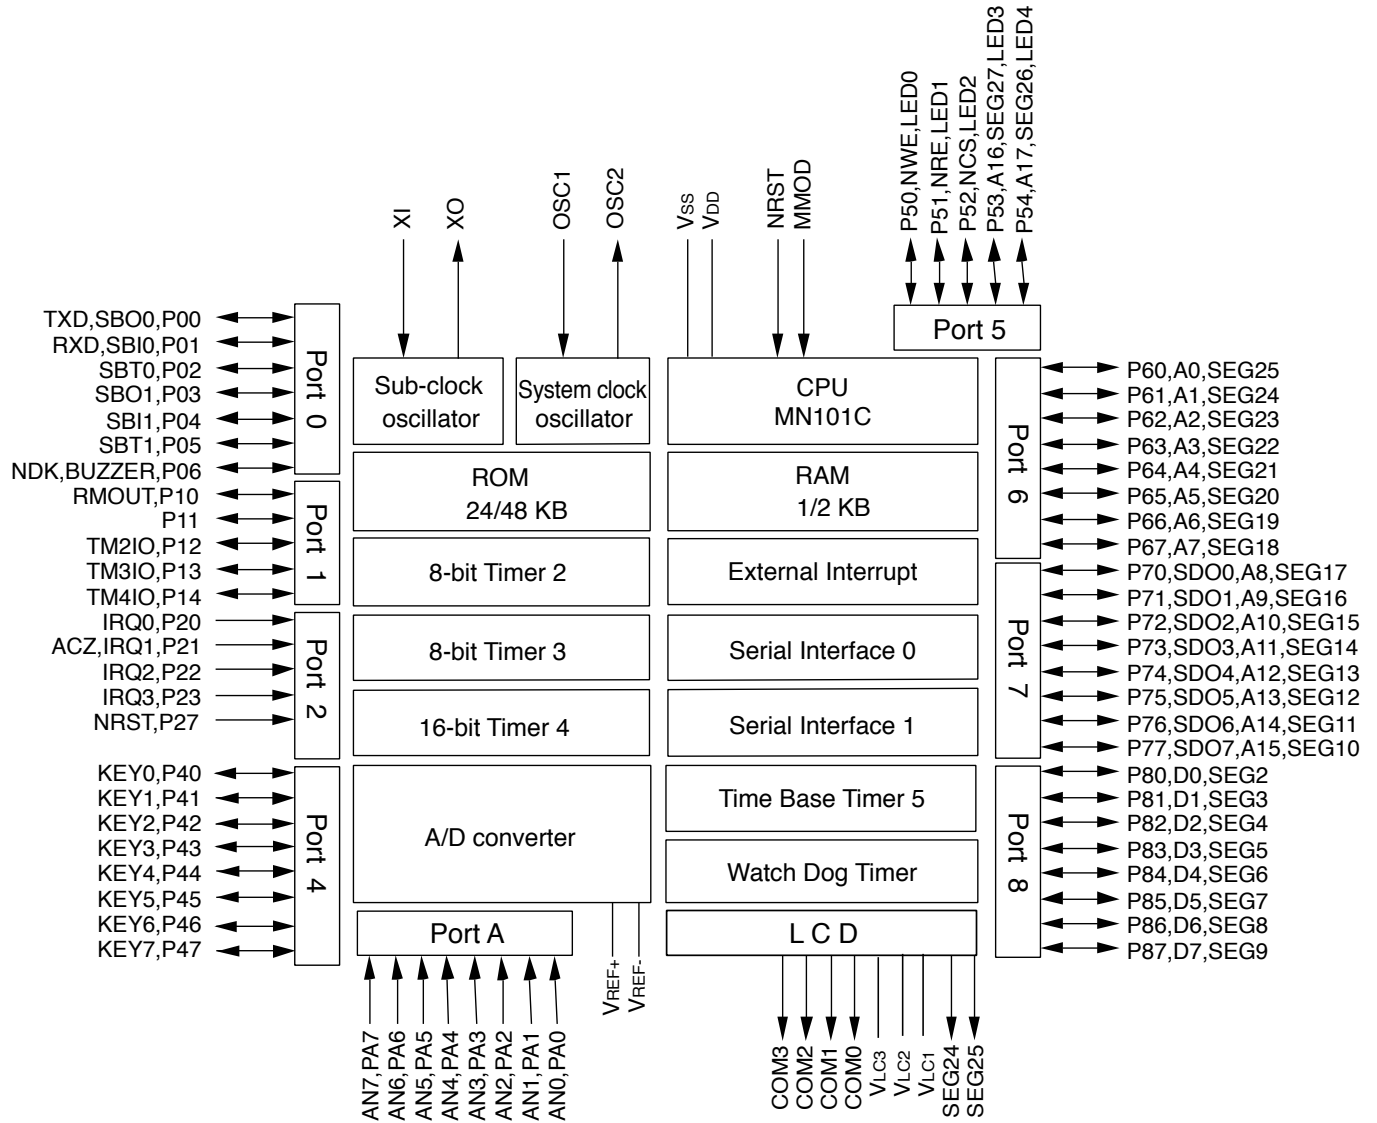 P50,NWE,LED0
P51,NRE,LED1
P52,NCS,LED2
P53,A16,SEG27,LED3
P54,A17,SEG26,LED4
XI
XO
OSC1
OSC2
VSS
VDD
NRST
MMOD
Port 5
TXD,SBO0,P00
RXD,SBI0,P01
SBT0,P02
SBO1,P03
SBI1,P04
SBT1,P05
NDK,BUZZER,P06
Port 0
RMOUT,P10
P11
TM2IO,P12
TM3IO,P13
TM4IO,P14
Port 1
IRQ0,P20
ACZ,IRQ1,P21
IRQ2,P22
IRQ3,P23
NRST,P27
Port 2
KEY0,P40
KEY1,P41
KEY2,P42
KEY3,P43
KEY4,P44
KEY5,P45
KEY6,P46
KEY7,P47
Port 4
Sub-clock
oscillator
System clock
oscillator
CPU
MN101C
ROM
24/48 KB
RAM
1/2 KB
8-bit Timer 2
External Interrupt
8-bit Timer 3
Serial Interface 0
16-bit Timer 4
Serial Interface 1
A/D converter
Time Base Timer 5
Watch Dog Timer
Port A
L C D
Port 6
P60,A0,SEG25
P61,A1,SEG24
P62,A2,SEG23
P63,A3,SEG22
P64,A4,SEG21
P65,A5,SEG20
P66,A6,SEG19
P67,A7,SEG18
Port 7
P70,SDO0,A8,SEG17
P71,SDO1,A9,SEG16
P72,SDO2,A10,SEG15
P73,SDO3,A11,SEG14
P74,SDO4,A12,SEG13
P75,SDO5,A13,SEG12
P76,SDO6,A14,SEG11
P77,SDO7,A15,SEG10
Port 8
P80,D0,SEG2
P81,D1,SEG3
P82,D2,SEG4
P83,D3,SEG5
P84,D4,SEG6
P85,D5,SEG7
P86,D6,SEG8
P87,D7,SEG9
AN7,PA7
AN6,PA6
AN5,PA5
AN4,PA4
AN3,PA3
AN2,PA2
AN1,PA1
AN0,PA0
VREF+
VREF-
COM3
COM2
COM1
COM0
VLC3
VLC2
VLC1
SEG24
SEG25